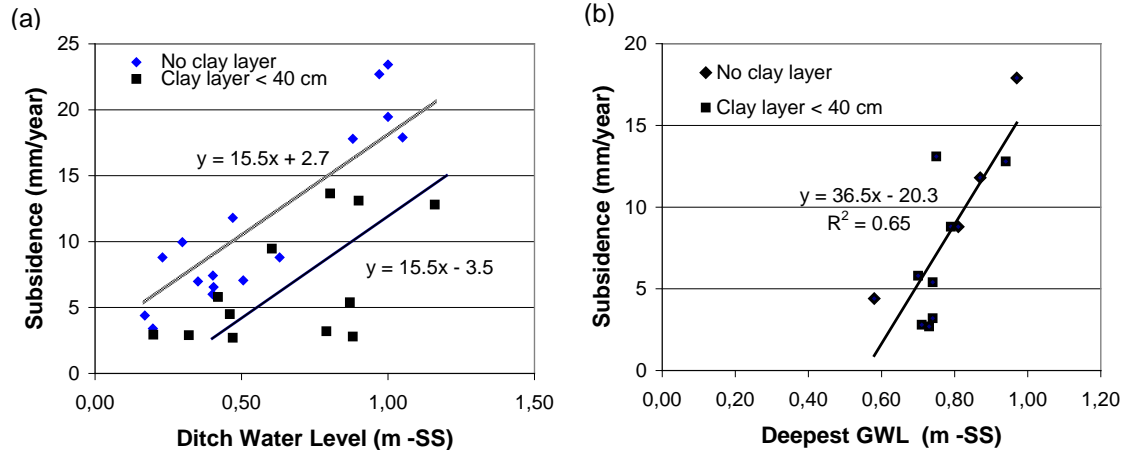 (a)
25
20
15
10
5
0
Subsidence (mm/year)
No clay layer
Clay layer < 40 cm
y = 15.5x + 2.7
y = 15.5x - 3.5
0,00 0,50 1,00 1,50
Ditch Water Level (m -SS)
(b)
20
15
10
5
0
Subsidence (mm/year)
No clay layer
Clay layer < 40 cm
y = 36.5x - 20.3
R² = 0.65
0,00 0,20 0,40 0,60 0,80 1,00 1,20
Deepest GWL (m -SS)